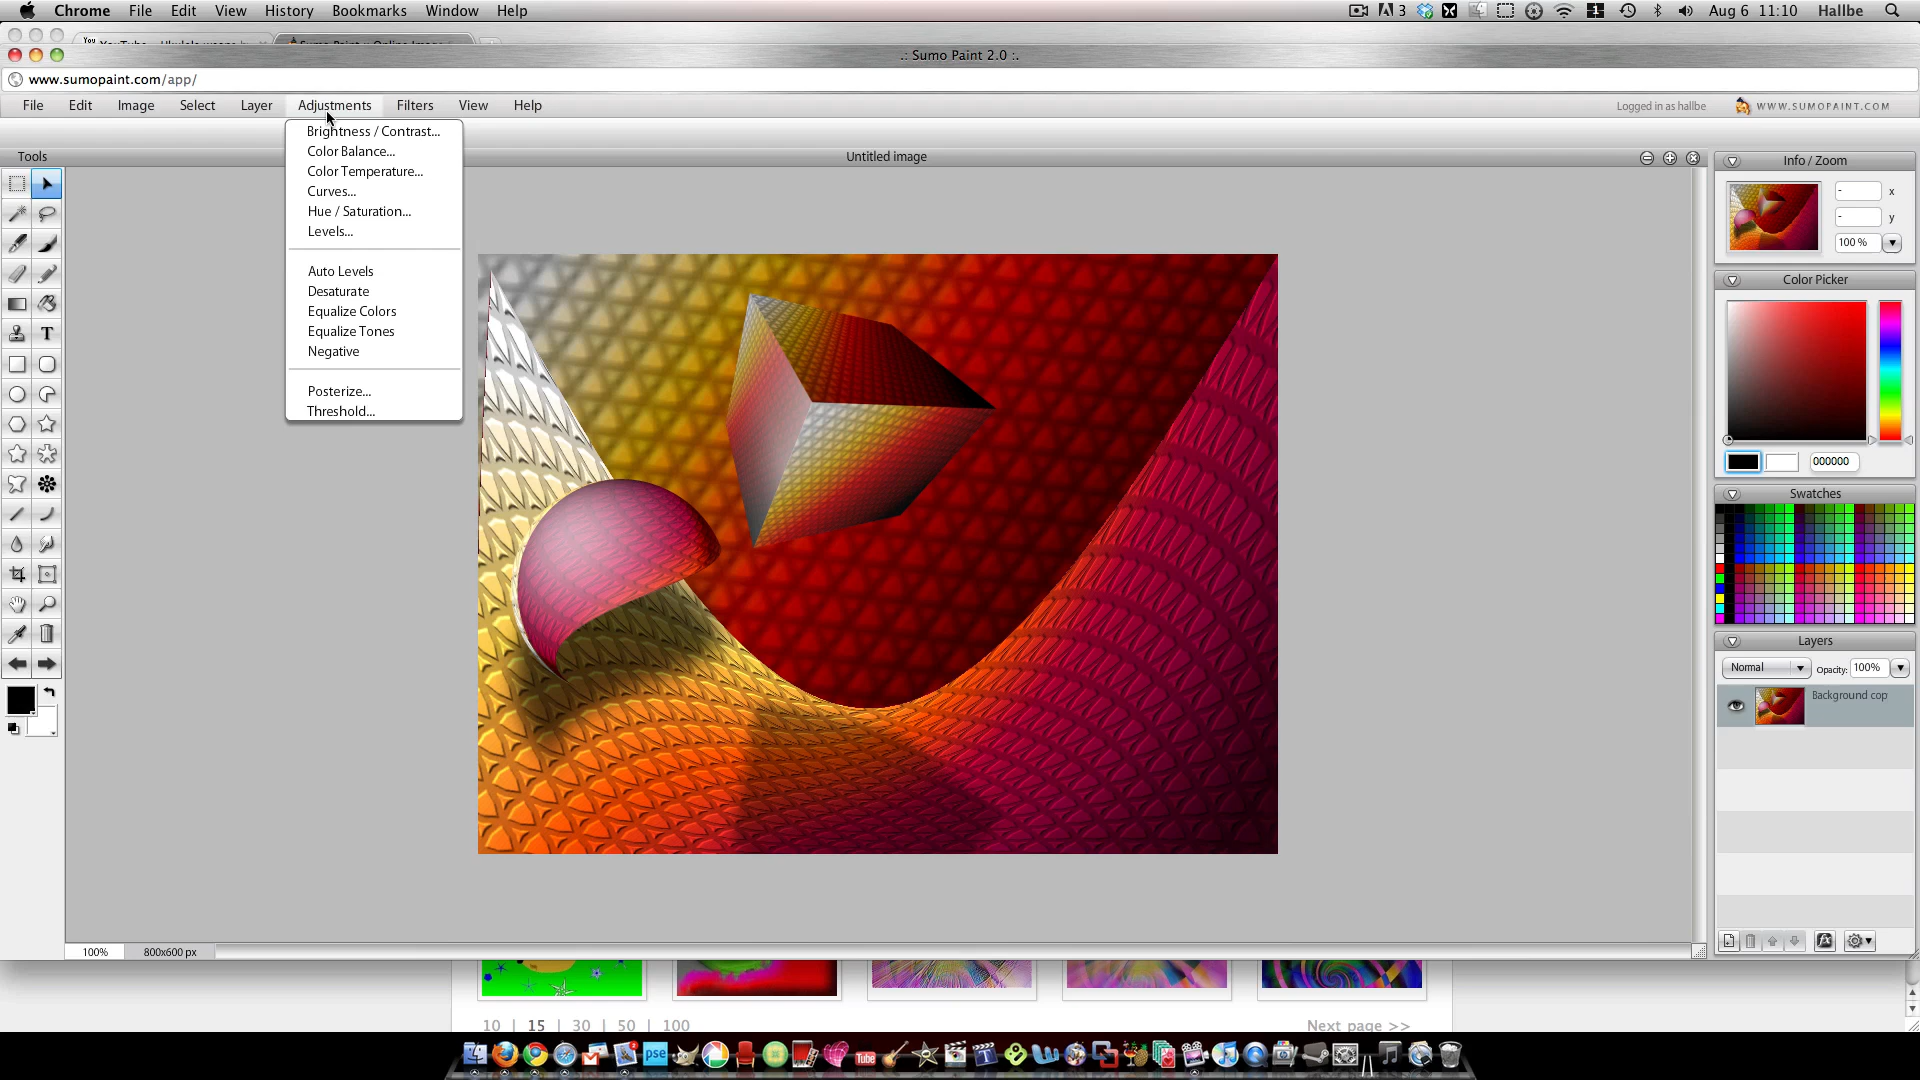 Chrome File Edit View History Bookmarks Window Help
3 Aug 6 11:10 Hallbe
.: Sumo Paint 2.0 :.
www.sumopaint.com/app/
File Edit Image Select Layer Adjustments Filters View Help
Logged in as hallbe WWW.SUMOPAINT.COM
Tools
Untitled image
Brightness / Contrast...
Color Balance...
Color Temperature...
Curves...
Hue / Saturation...
Levels...
Auto Levels
Desaturate
Equalize Colors
Equalize Tones
Negative
Posterize...
Threshold...
T
Info / Zoom
- x
- y
100 %
Color Picker
000000
Swatches
Layers
Normal Opacity: 100%
Background cop
100% 800x600 px
10 | 15 | 30 | 50 | 100
Next page >>
pse